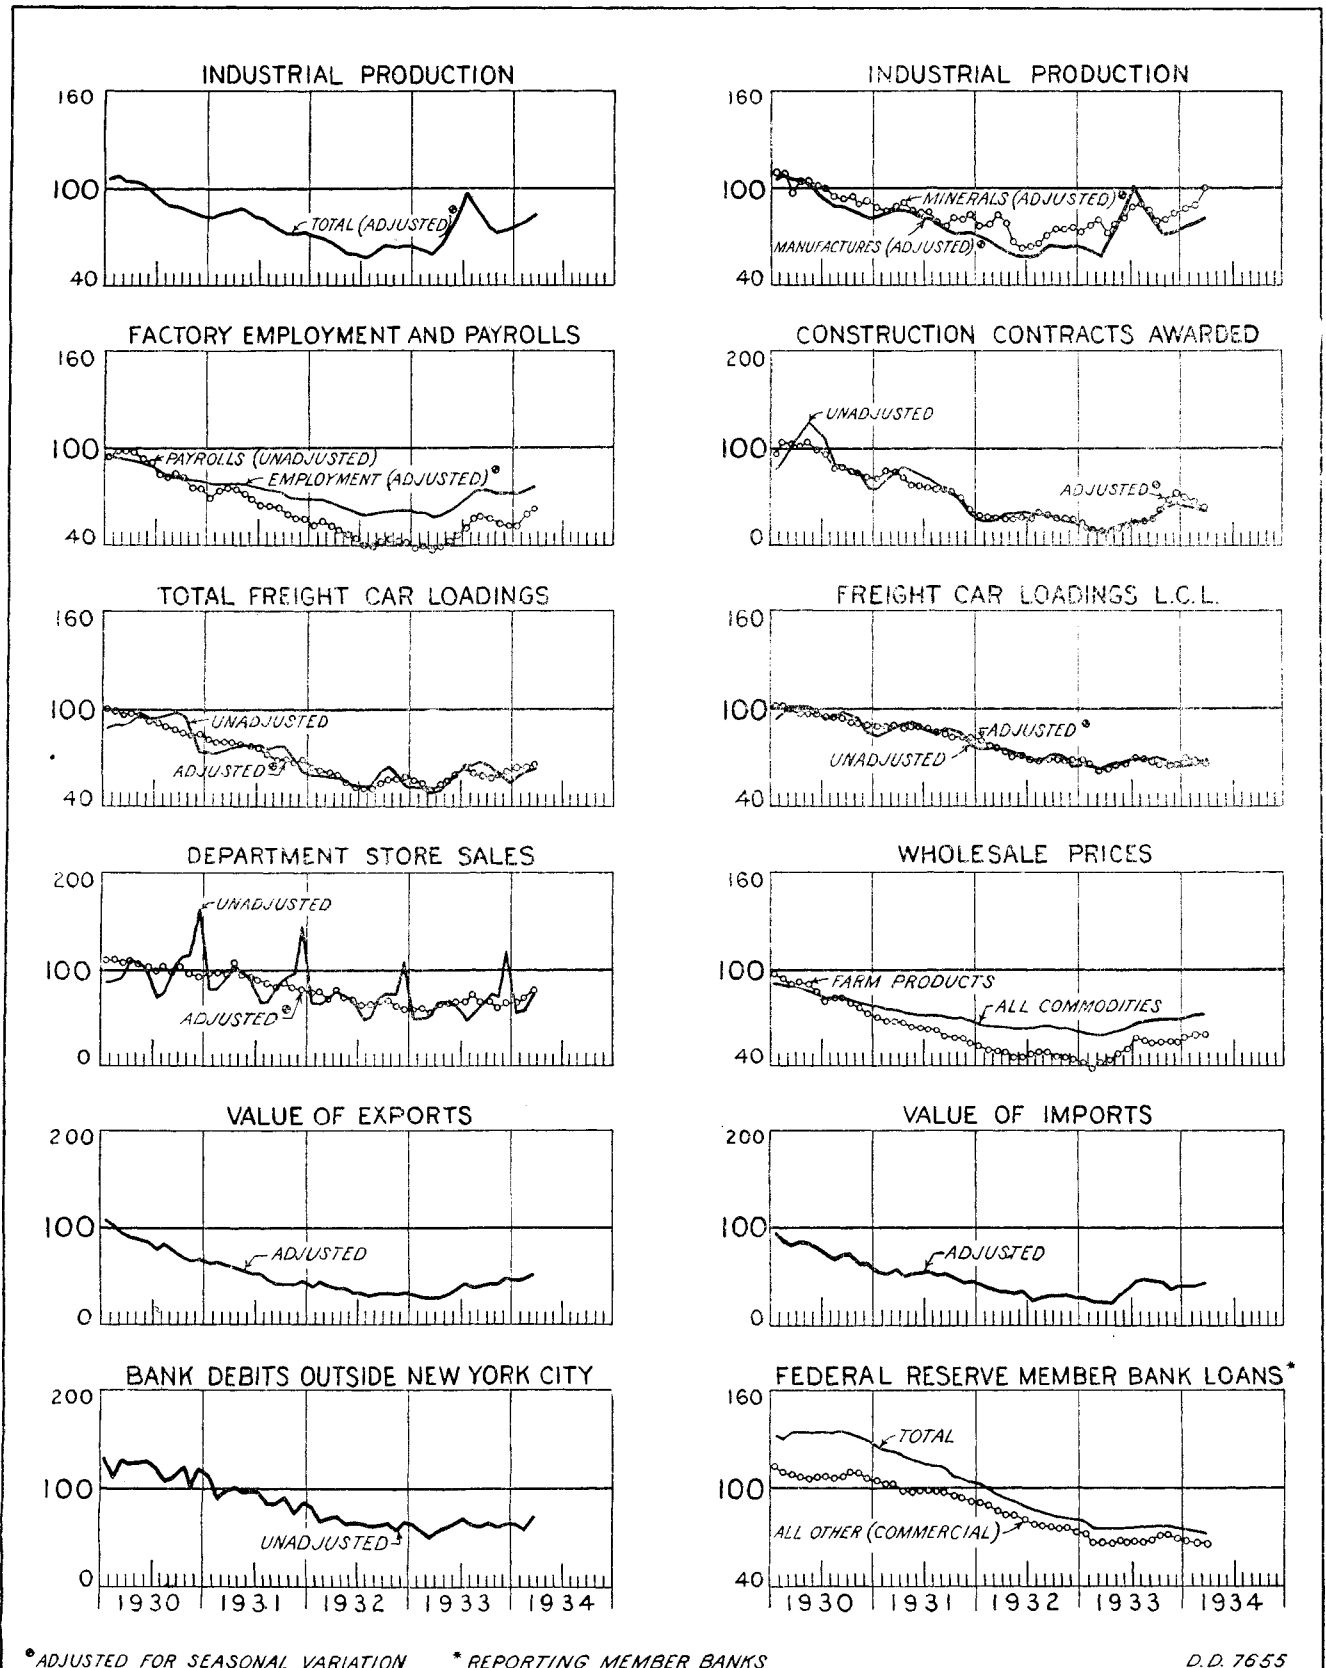 INDUSTRIAL PRODUCTION
160
100
40
TOTAL (ADJUSTED)
INDUSTRIAL PRODUCTION
160
100
40
MINERALS (ADJUSTED)
MANUFACTURES (ADJUSTED)
FACTORY EMPLOYMENT AND PAYROLLS
160
100
40
PAYROLLS (UNADJUSTED)
EMPLOYMENT (ADJUSTED)
CONSTRUCTION CONTRACTS AWARDED
200
100
0
UNADJUSTED
ADJUSTED
TOTAL FREIGHT CAR LOADINGS
160
100
40
UNADJUSTED
ADJUSTED
FREIGHT CAR LOADINGS L.C.L.
160
100
40
ADJUSTED
UNADJUSTED
DEPARTMENT STORE SALES
200
100
0
UNADJUSTED
ADJUSTED
WHOLESALE PRICES
160
100
40
FARM PRODUCTS
ALL COMMODITIES
VALUE OF EXPORTS
200
100
0
ADJUSTED
VALUE OF IMPORTS
200
100
0
ADJUSTED
BANK DEBITS OUTSIDE NEW YORK CITY
200
100
0
UNADJUSTED
1930 1931 1932 1933 1934
FEDERAL RESERVE MEMBER BANK LOANS*
160
100
40
TOTAL
ALL OTHER (COMMERCIAL)
1930 1931 1932 1933 1934
ADJUSTED FOR SEASONAL VARIATION * REPORTING MEMBER BANKS D.D. 7655